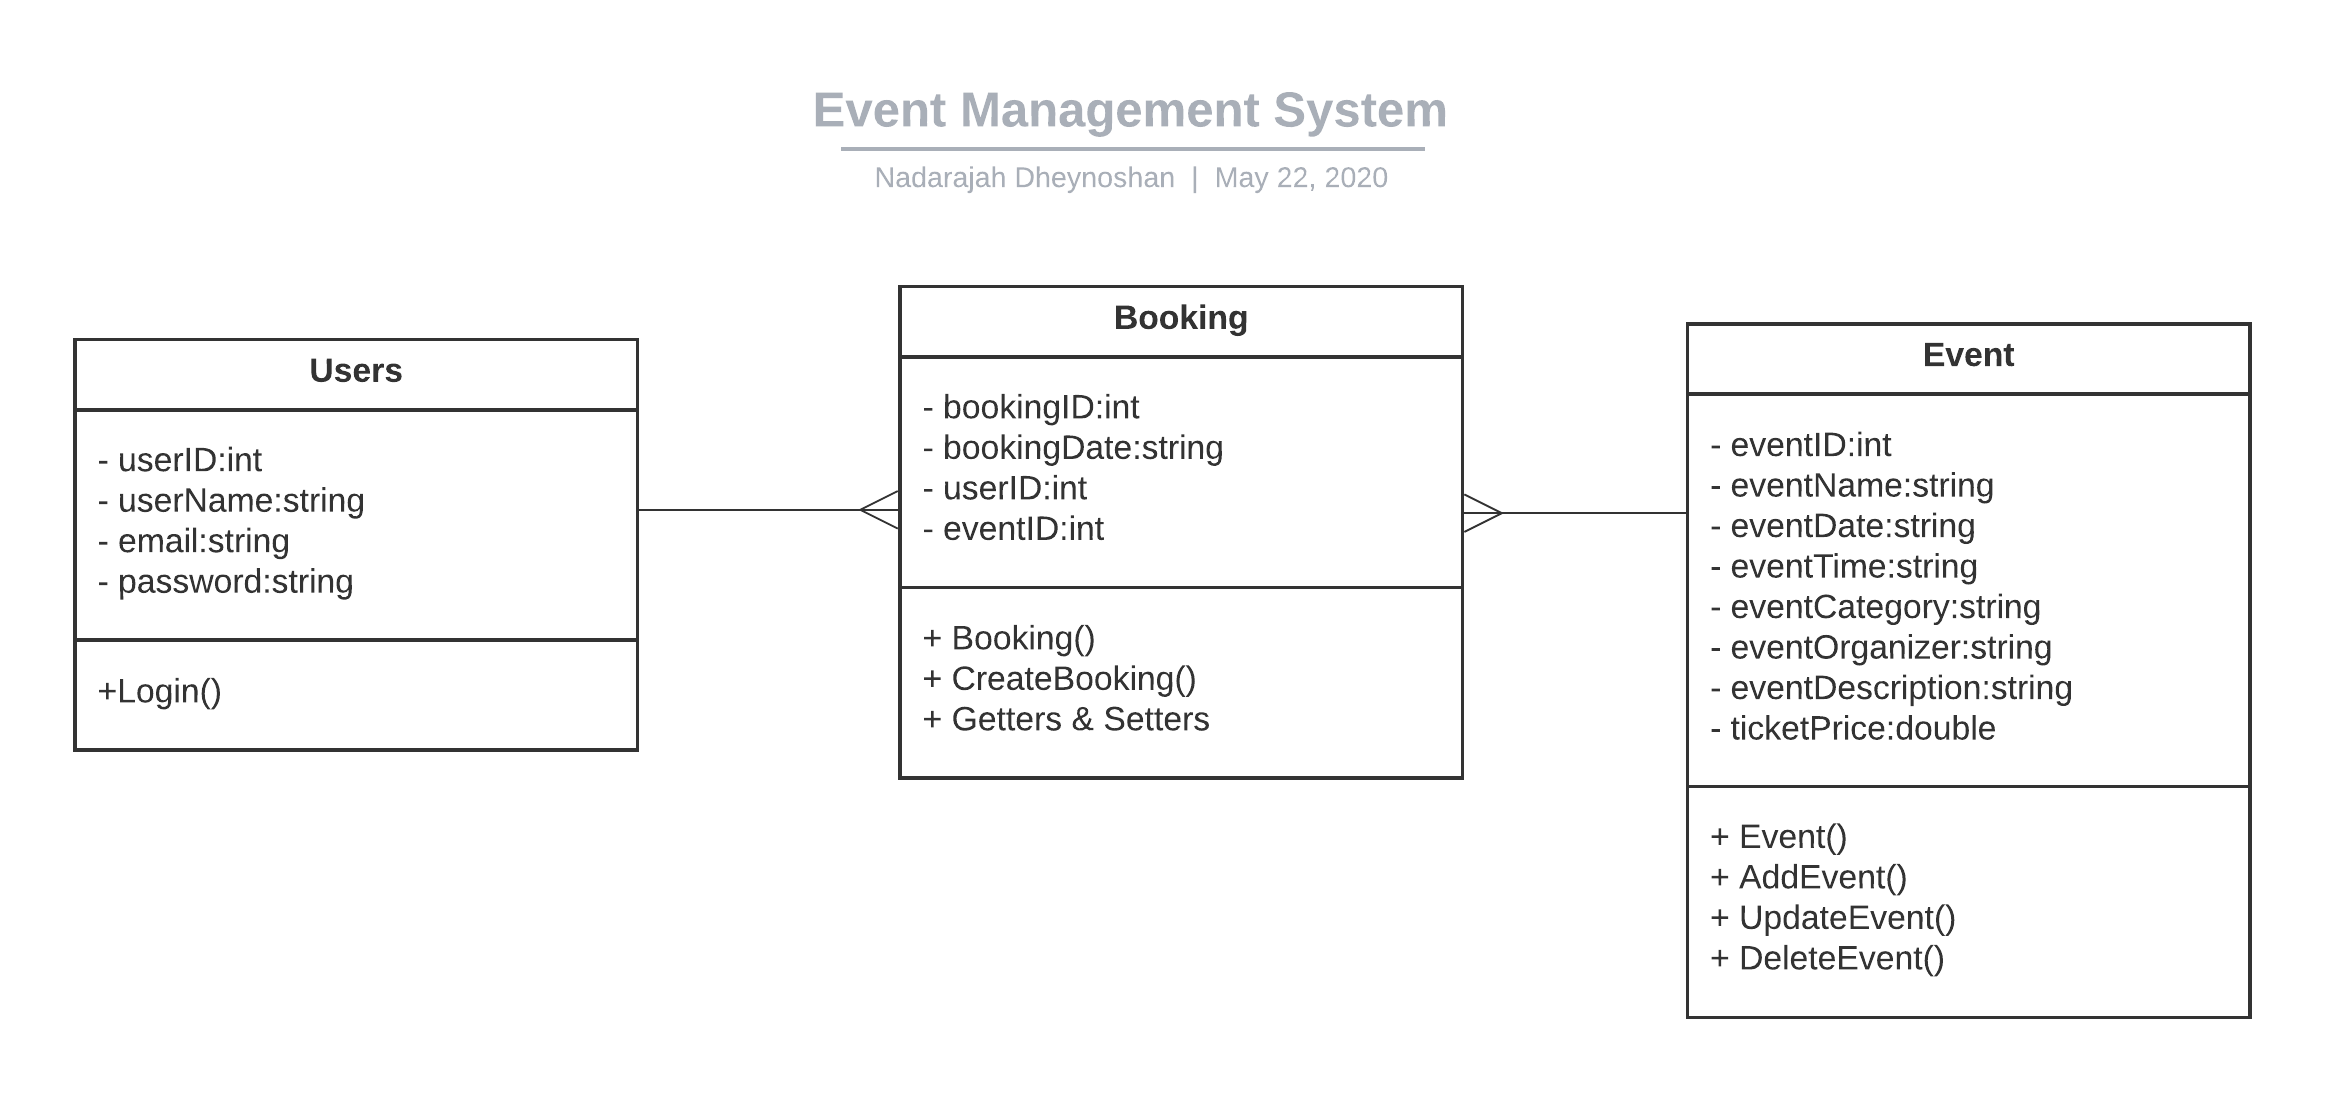 Event Management System
Nadarajah Dheynoshan | May 22, 2020
Users
- userID:int
- userName:string
- email:string
- password:string
+Login()
Booking
- bookingID:int
- bookingDate:string
- userID:int
- eventID:int
+ Booking()
+ CreateBooking()
+ Getters & Setters
Event
- eventID:int
- eventName:string
- eventDate:string
- eventTime:string
- eventCategory:string
- eventOrganizer:string
- eventDescription:string
- ticketPrice:double
+ Event()
+ AddEvent()
+ UpdateEvent()
+ DeleteEvent()